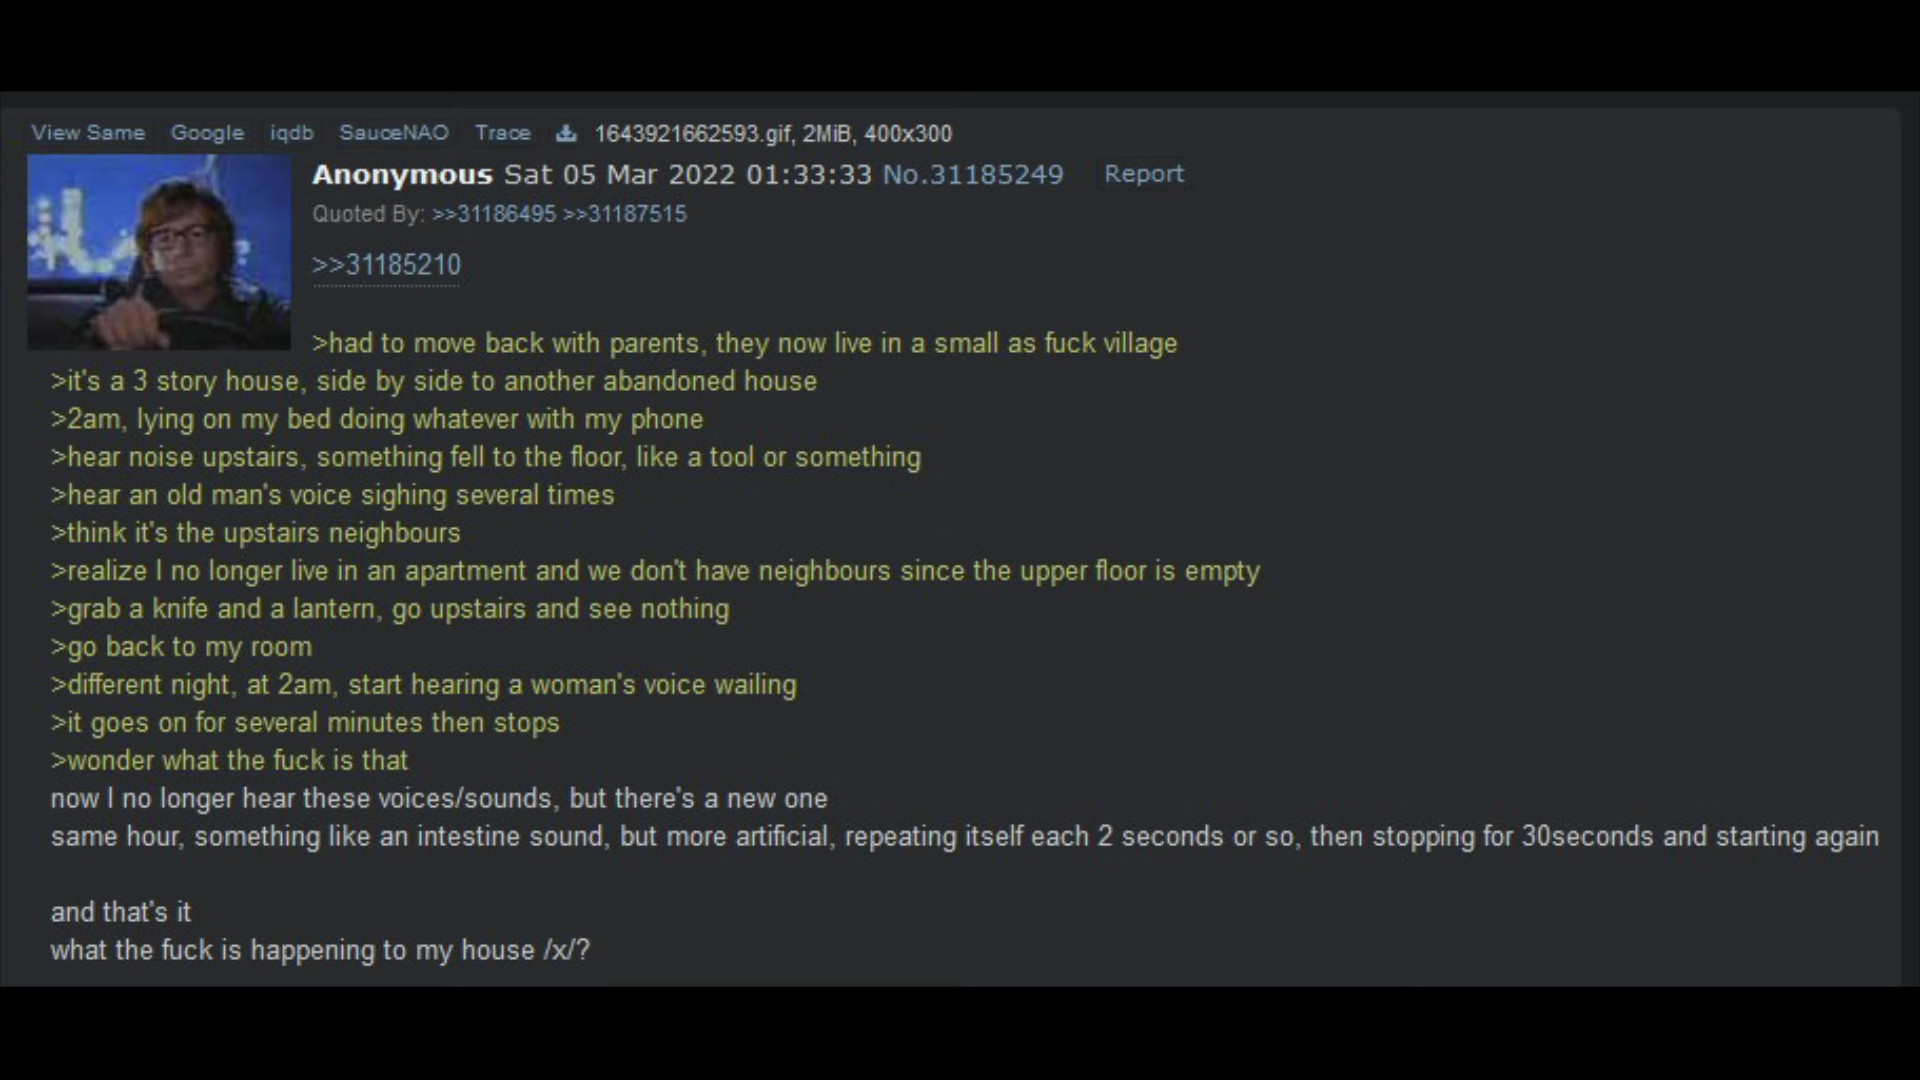 View Same Google iqdb SauceNAO Trace 1643921662593.gif, 2MiB, 400x300
Anonymous Sat 05 Mar 2022 01:33:33 No.31185249 Report
Quoted By: >>31186495 >>31187515
>>31185210
>had to move back with parents, they now live in a small as fuck village
>it's a 3 story house, side by side to another abandoned house
>2am, lying on my bed doing whatever with my phone
>hear noise upstairs, something fell to the floor, like a tool or something
>hear an old man's voice sighing several times
>think it's the upstairs neighbours
>realize I no longer live in an apartment and we don't have neighbours since the upper floor is empty
>grab a knife and a lantern, go upstairs and see nothing
>go back to my room
>different night, at 2am, start hearing a woman's voice wailing
>it goes on for several minutes then stops
>wonder what the fuck is that
now I no longer hear these voices/sounds, but there's a new one
same hour, something like an intestine sound, but more artificial, repeating itself each 2 seconds or so, then stopping for 30seconds and starting again
and that's it
what the fuck is happening to my house /x/?